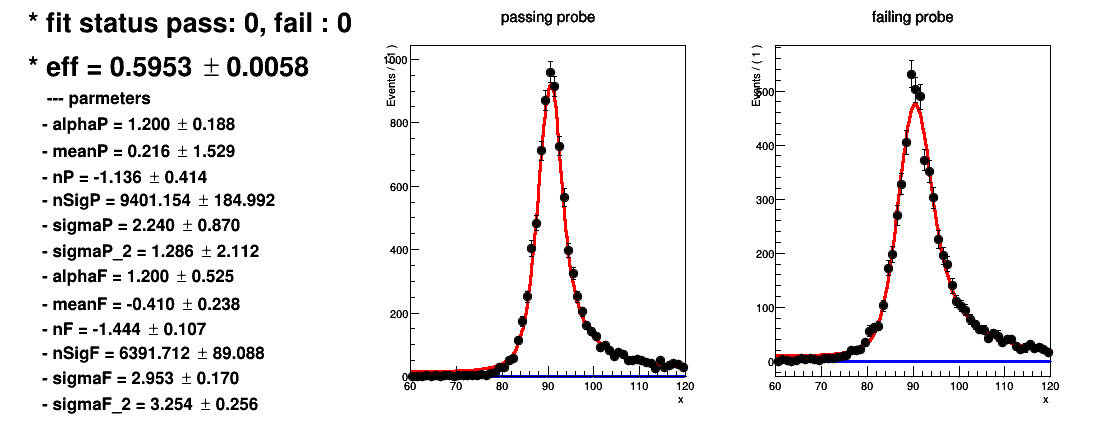 * fit status pass: 0, fail : 0
* eff = 0.5953 ± 0.0058
--- parmeters
- alphaP = 1.200 ± 0.188
- meanP = 0.216 ± 1.529
- nP = -1.136 ± 0.414
- nSigP = 9401.154 ± 184.992
- sigmaP = 2.240 ± 0.870
- sigmaP_2 = 1.286 ± 2.112
- alphaF = 1.200 ± 0.525
- meanF = -0.410 ± 0.238
- nF = -1.444 ± 0.107
- nSigF = 6391.712 ± 89.088
- sigmaF = 2.953 ± 0.170
- sigmaF_2 = 3.254 ± 0.256
passing probe
Events / ( 1 )
1000
800
600
400
200
0
60 70 80 90 100 110 120
x
failing probe
Events / ( 1 )
500
400
300
200
100
0
60 70 80 90 100 110 120
x